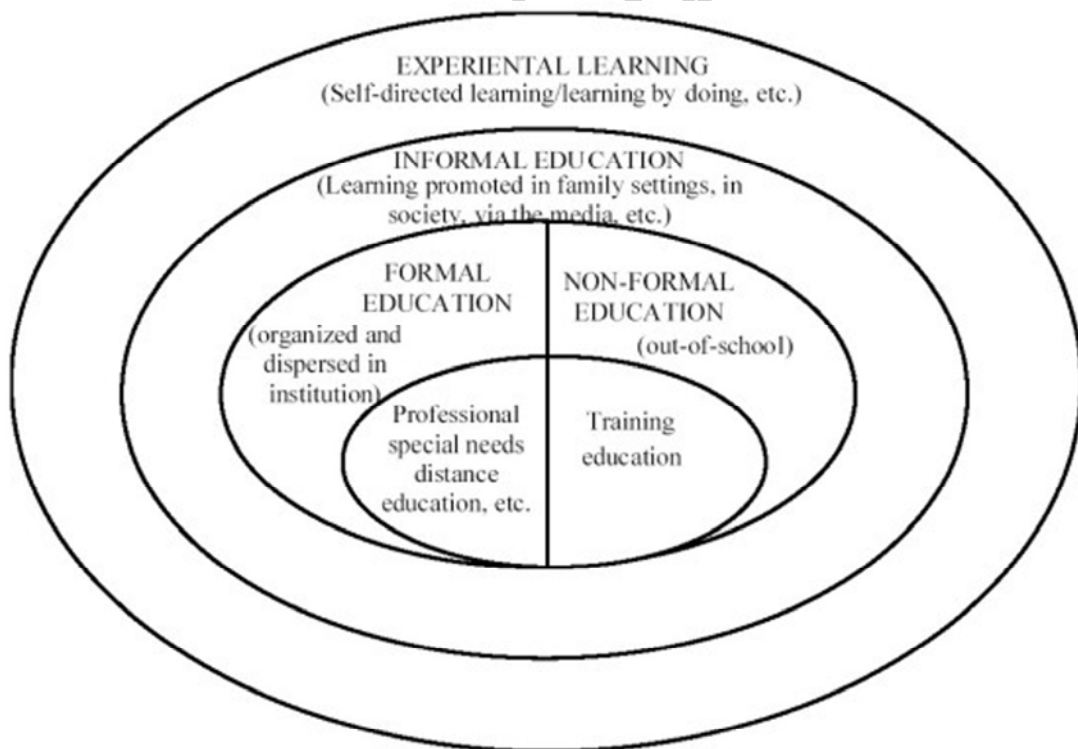 EXPERIENTIAL LEARNING
(Self-directed learning/learning by doing, etc.)
INFORMAL EDUCATION
(Learning promoted in family settings, in
society, via the media, etc.)
FORMAL
EDUCATION
(organized and
dispersed in
institution)
NON-FORMAL
EDUCATION
(out-of-school)
Professional
special needs
distance
education, etc.
Training
education